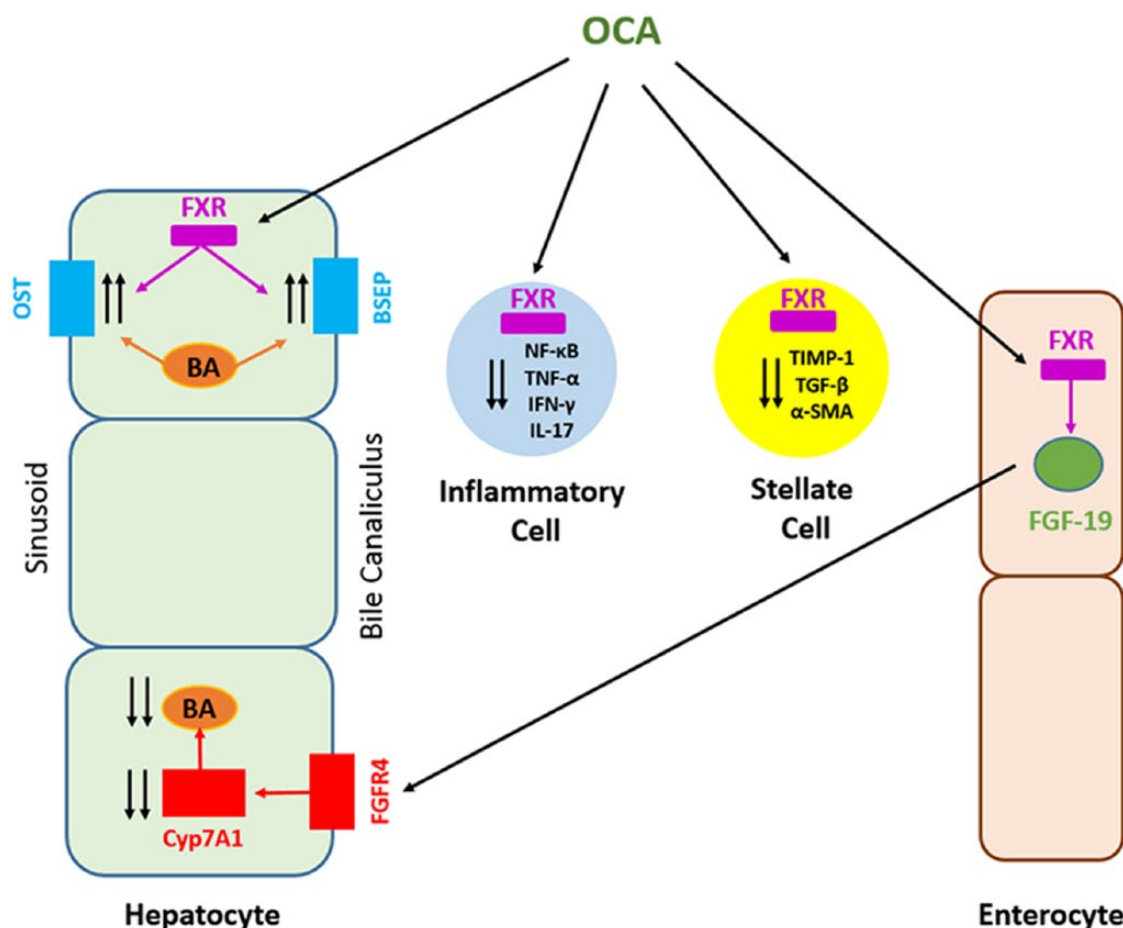 OCA
FXR
OST
BSEP
BA
Sinusoid
Bile Canaliculus
BA
Cyp7A1
FGFR4
Hepatocyte
FXR
NF-κB
TNF-α
IFN-γ
IL-17
Inflammatory
Cell
FXR
TIMP-1
TGF-β
α-SMA
Stellate
Cell
FXR
FGF-19
Enterocyte